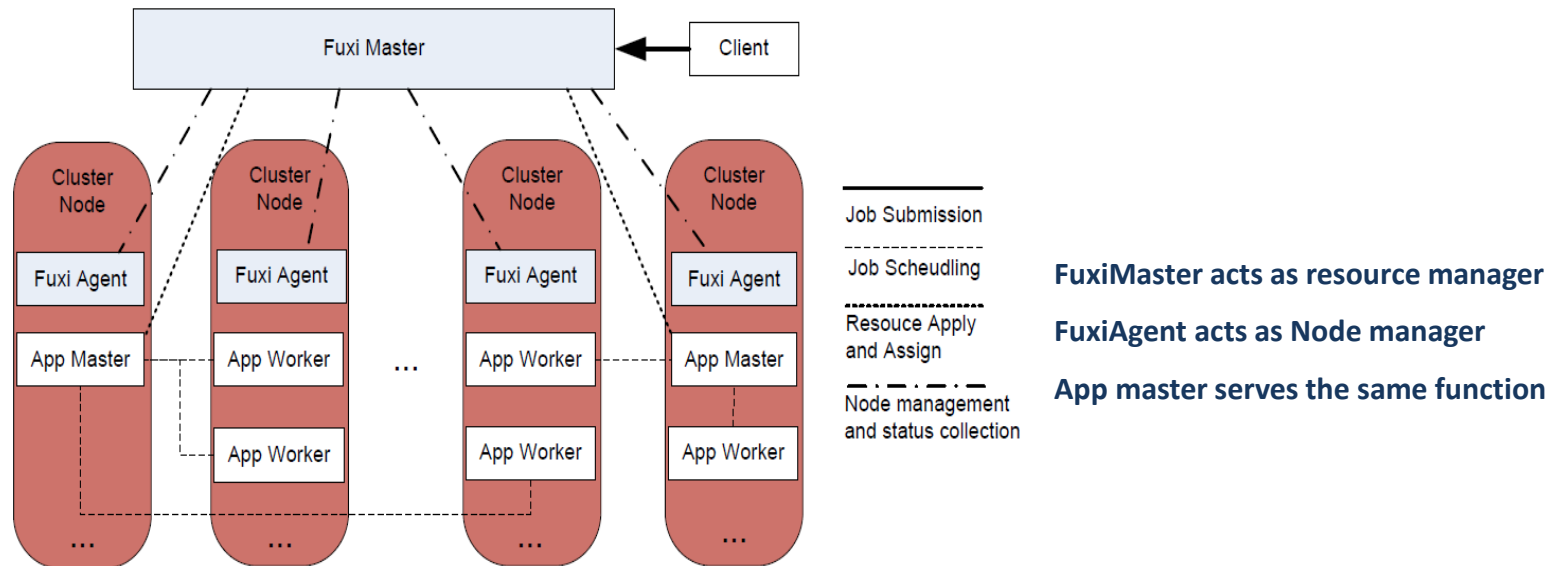 Fuxi Master
Client
Cluster
Node
Fuxi Agent
App Master
...
Cluster
Node
Fuxi Agent
App Worker
App Worker
...
...
Cluster
Node
Fuxi Agent
App Worker
App Worker
...
Cluster
Node
Fuxi Agent
App Master
App Worker
...
Job Submission
Job Scheudling
Resouce Apply
and Assign
Node management
and status collection
FuxiMaster acts as resource manager
FuxiAgent acts as Node manager
App master serves the same function